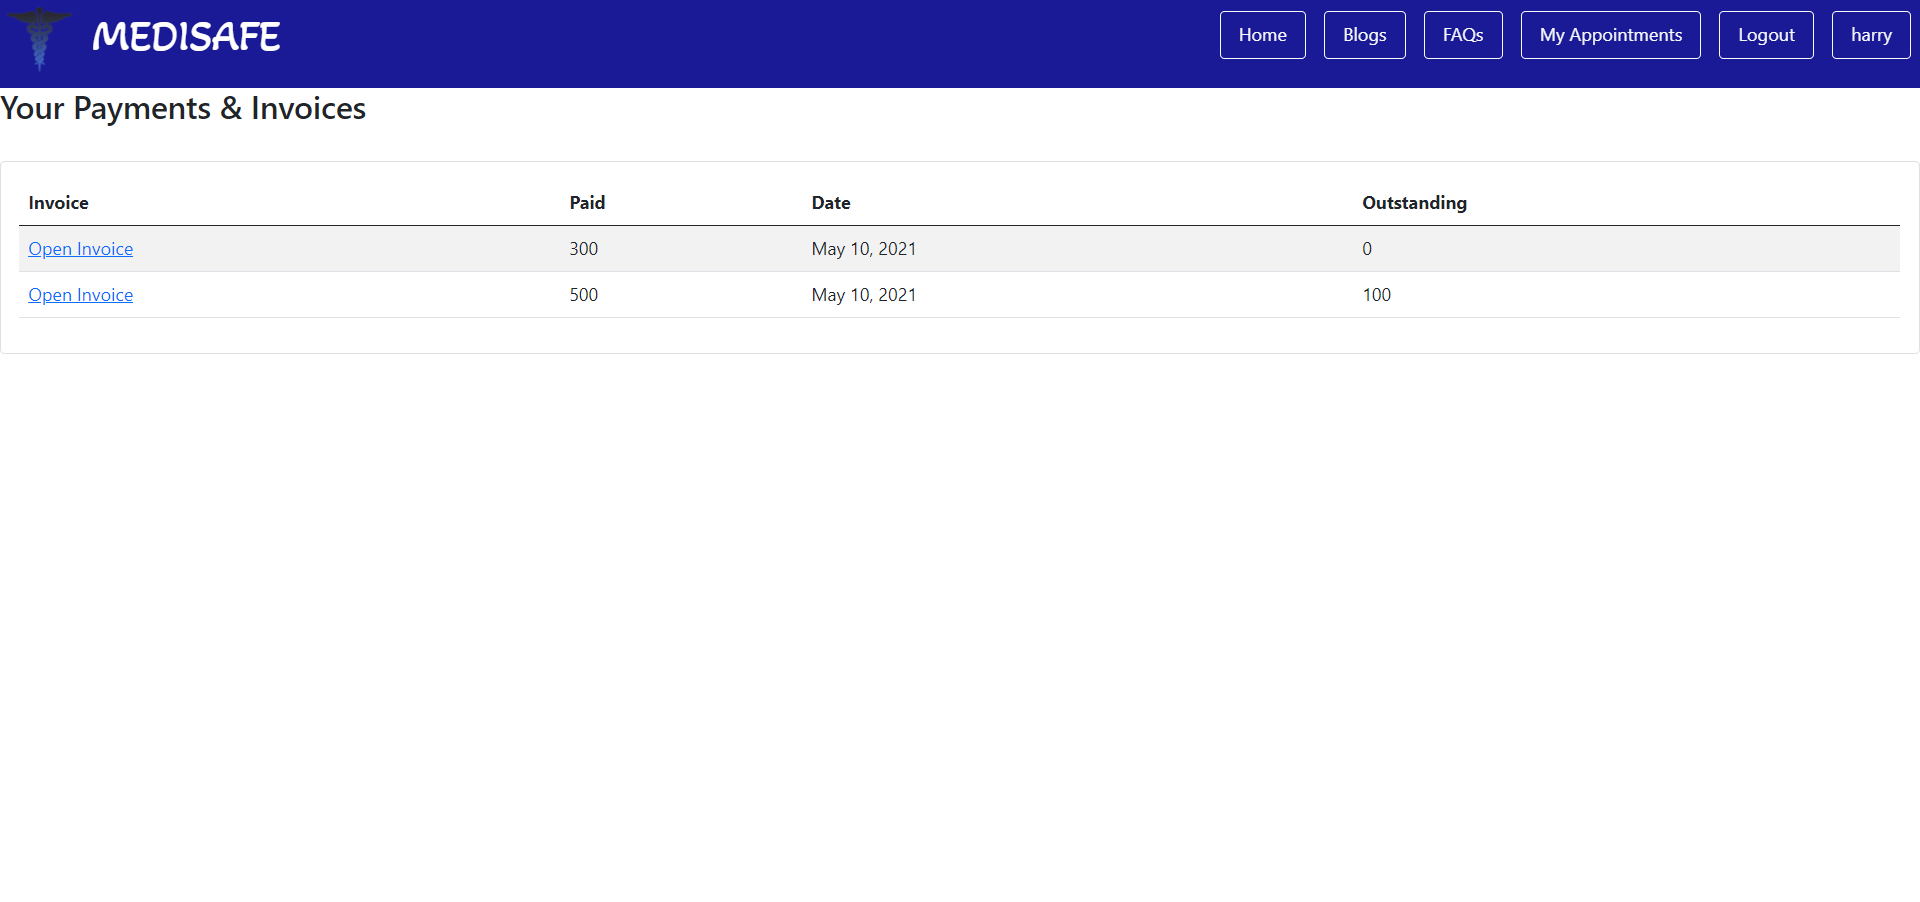 MEDISAFE Home Blogs FAQs My Appointments Logout harry
Your Payments & Invoices
Invoice Paid Date Outstanding
Open Invoice 300 May 10, 2021 0
Open Invoice 500 May 10, 2021 100